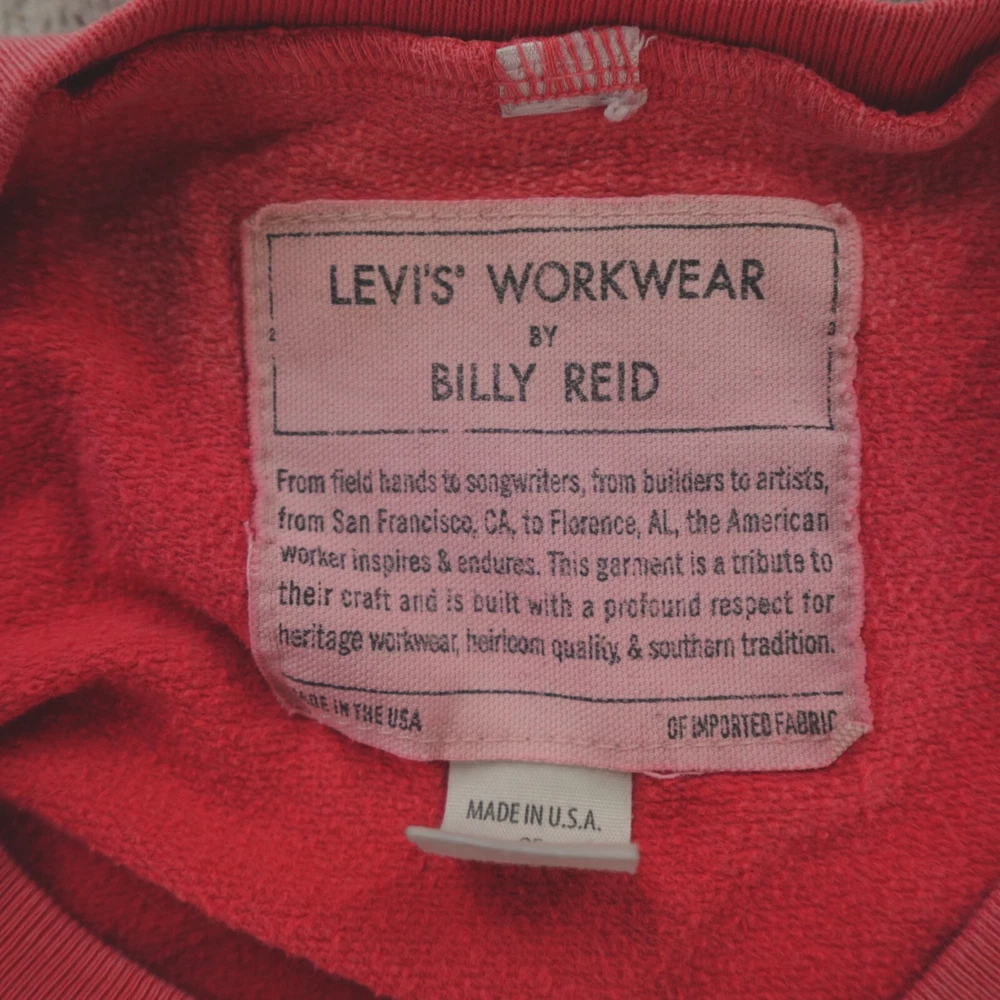 LEVI'S® WORKWEAR
BY
BILLY REID
From field hands to songwriters, from builders to artists,
from San Francisco, CA, to Florence, AL, the American
worker inspires & endures. This garment is a tribute to
their craft and is built with a profound respect for
heritage workwear, heirloom quality, & southern tradition.
MADE IN THE USA OF IMPORTED FABRIC
MADE IN U.S.A.